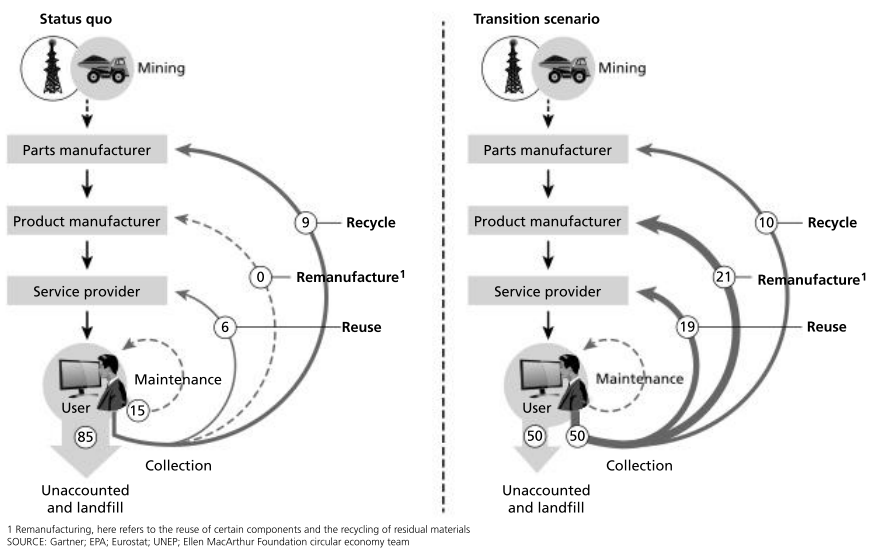 Status quo
Mining
Parts manufacturer
Product manufacturer
9
Recycle
0
Remanufacture1
Service provider
6
Reuse
Maintenance
User
15
85
Collection
Unaccounted
and landfill
Transition scenario
Mining
Parts manufacturer
Product manufacturer
10
Recycle
21
Remanufacture1
Service provider
19
Reuse
Maintenance
User
50
50
Collection
Unaccounted
and landfill
1 Remanufacturing, here refers to the reuse of certain components and the recycling of residual materials
SOURCE: Gartner; EPA; Eurostat; UNEP; Ellen MacArthur Foundation circular economy team